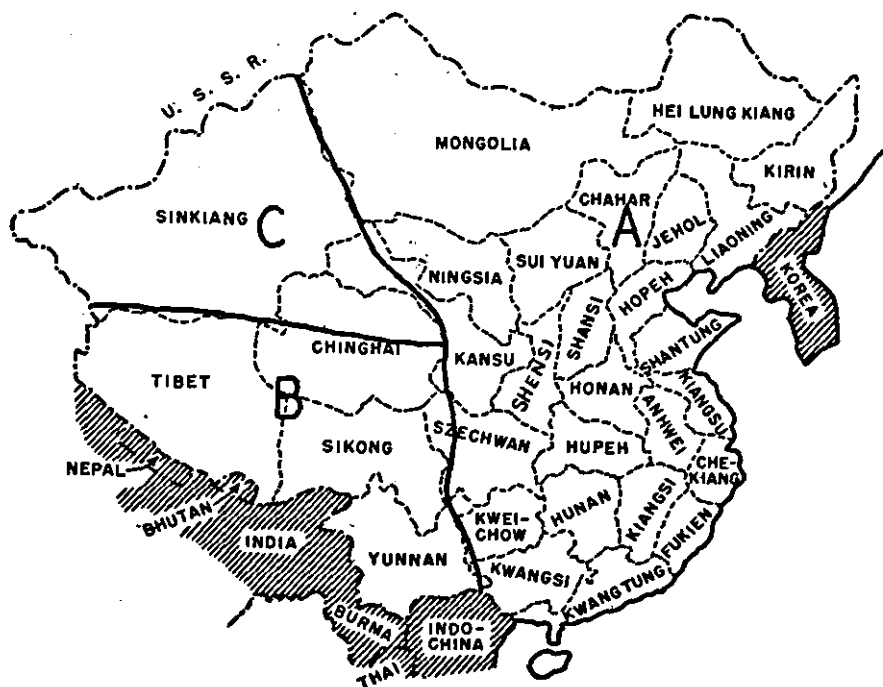 U. S. S. R.
HEI LUNG KIANG
MONGOLIA
KIRIN
CHAHAR
SINKIANG
C
A
JEHOL
LIAONING
SUI YUAN
NINGSIA
HOPEH
KOREA
SHANSI
CHINGHAI
KANSU
SHENSI
SHANTUNG
TIBET
B
HONAN
KIANGSU
ANHWEI
SZECHWAN
SIKONG
HUPEH
CHE-
KIANG
NEPAL
BHUTAN
KWEI-
CHOW
HUNAN
KIANGSI
INDIA
YUNNAN
FUKIEN
KWANGSI
KWANG TUNG
BURMA
INDO-
CHINA
THAI